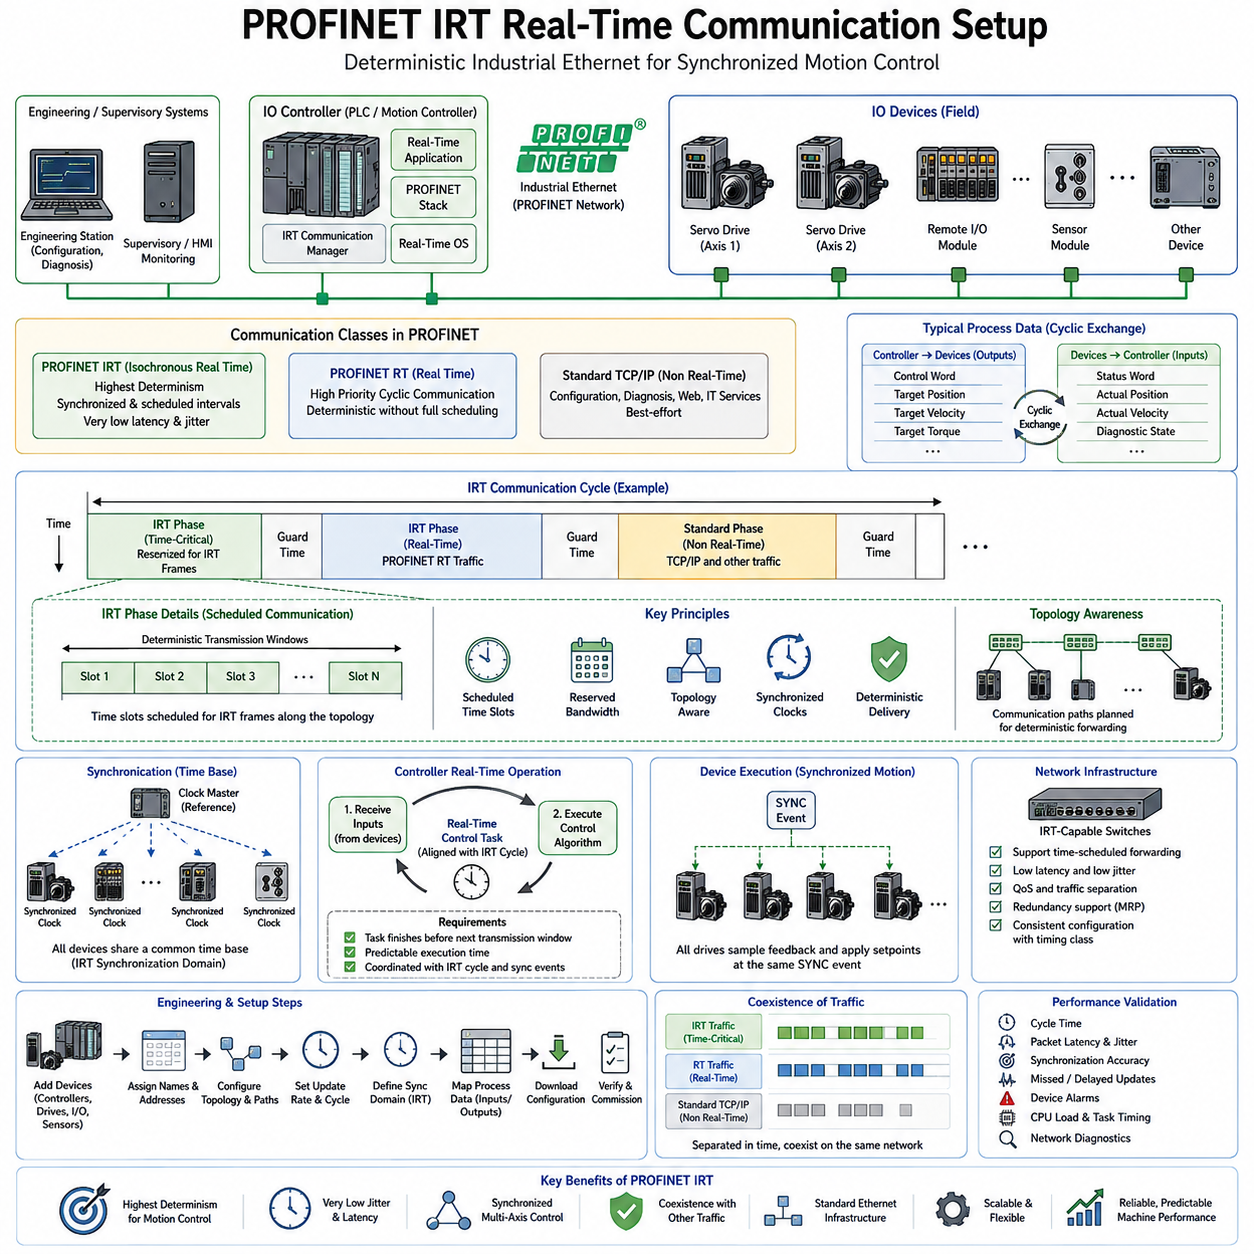 PROFINET IRT Real-Time Communication Setup
Deterministic Industrial Ethernet for Synchronized Motion Control
Engineering / Supervisory Systems
Engineering Station
(Configuration,
Diagnosis)
Supervisory / HMI
Monitoring
IO Controller (PLC / Motion Controller)
Real-Time
Application
PROFINET
Stack
IRT Communication
Manager
Real-Time OS
PROFI
NET
®
Industrial Ethernet
(PROFINET Network)
IO Devices (Field)
Servo Drive
(Axis 1)
Servo Drive
(Axis 2)
Remote I/O
Module
...
Sensor
Module
...
Other
Device
Communication Classes in PROFINET
PROFINET IRT (Isochronous Real Time)
Highest Determinism
Synchronized & scheduled intervals
Very low latency & jitter
PROFINET RT (Real Time)
High Priority Cyclic Communication
Deterministic without full scheduling
Standard TCP/IP (Non Real-Time)
Configuration, Diagnosis, Web, IT Services
Best-effort
Typical Process Data (Cyclic Exchange)
Controller → Devices (Outputs)
Control Word
Target Position
Target Velocity
Target Torque
...
Cyclic
Exchange
Devices → Controller (Inputs)
Status Word
Actual Position
Actual Velocity
Diagnostic State
...
IRT Communication Cycle (Example)
Time
IRT Phase
(Time-Critical)
Reserized for IRT
Frames
Guard
Time
IRT Phase
(Real-Time)
PROFINET RT Traffic
Guard
Time
Standard Phase
(Non Real-Time)
TCP/IP and other traffic
Guard
Time
...
IRT Phase Details (Scheduled Communication)
Deterministic Transmission Windows
Slot 1
Slot 2
Slot 3
...
Slot N
Time slots scheduled for IRT frames along the topology
Key Principles
Scheduled
Time Slots
Reserved
Bandwidth
Topology
Aware
Synchronized
Clocks
Deterministic
Delivery
Topology Awareness
...
Communication paths planned
for deterministic forwarding
Synchronication (Time Base)
Clock Master
(Reference)
...
Synchronized
Clock
Synchronized
Clock
Synchronized
Clock
Synchronized
Clock
All devices share a common time base
(IRT Synchronization Domain)
Controller Real-Time Operation
1. Receive
Inputs
(from devices)
Real-Time
Control Task
(Aligned with IRT Cycle)
2. Execute
Control
Algorithm
Requirements
Task finishes before next transmission window
Predictable execution time
Coordinated with IRT cycle and sync events
Device Execution (Synchronized Motion)
SYNC
Event
...
All drives sample feedback and apply setpoints
at the same SYNC event
Network Infrastructure
IRT-Capable Switches
Support time-scheduled forwarding
Low latency and low jitter
QoS and traffic separation
Redundancy support (MRP)
Consistent configuration
with timing class
Engineering & Setup Steps
Add Devices
(Controllers,
Drives, I/O,
Sensors)
Assign Names &
Addresses
Configure
Topology & Paths
Set Update
Rate & Cycle
Define Sync
Domain (IRT)
Map Process
Data (Inputs/
Outputs)
Download
Configuration
Verify &
Commission
Coexistence of Traffic
IRT Traffic
(Time-Critical)
RT Traffic
(Real-Time)
Standard TCP/IP
(Non Real-Time)
Separated in time, coexist on the same network
Performance Validation
Cycle Time
Packet Latency & Jitter
Synchronization Accuracy
Missed / Delayed Updates
Device Alarms
CPU Load & Task Timing
Network Diagnostics
Key Benefits of PROFINET IRT
Highest Determinism
for Motion Control
Very Low Jitter
& Latency
Synchronized
Multi-Axis Control
Coexistence with
Other Traffic
Standard Ethernet
Infrastructure
Scalable &
Flexible
Reliable, Predictable
Machine Performance